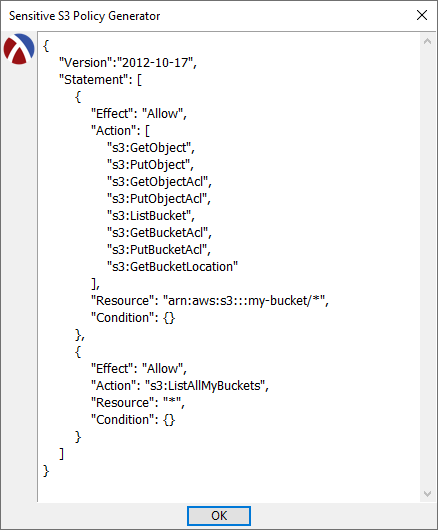 Sensitive S3 Policy Generator
{
"Version":"2012-10-17",
"Statement": [
{
"Effect": "Allow",
"Action": [
"s3:GetObject",
"s3:PutObject",
"s3:GetObjectAcl",
"s3:PutObjectAcl",
"s3:ListBucket",
"s3:GetBucketAcl",
"s3:PutBucketAcl",
"s3:GetBucketLocation"
],
"Resource": "arn:aws:s3:::my-bucket/*",
"Condition": {}
},
{
"Effect": "Allow",
"Action": "s3:ListAllMyBuckets",
"Resource": "*",
"Condition": {}
}
]
}
OK